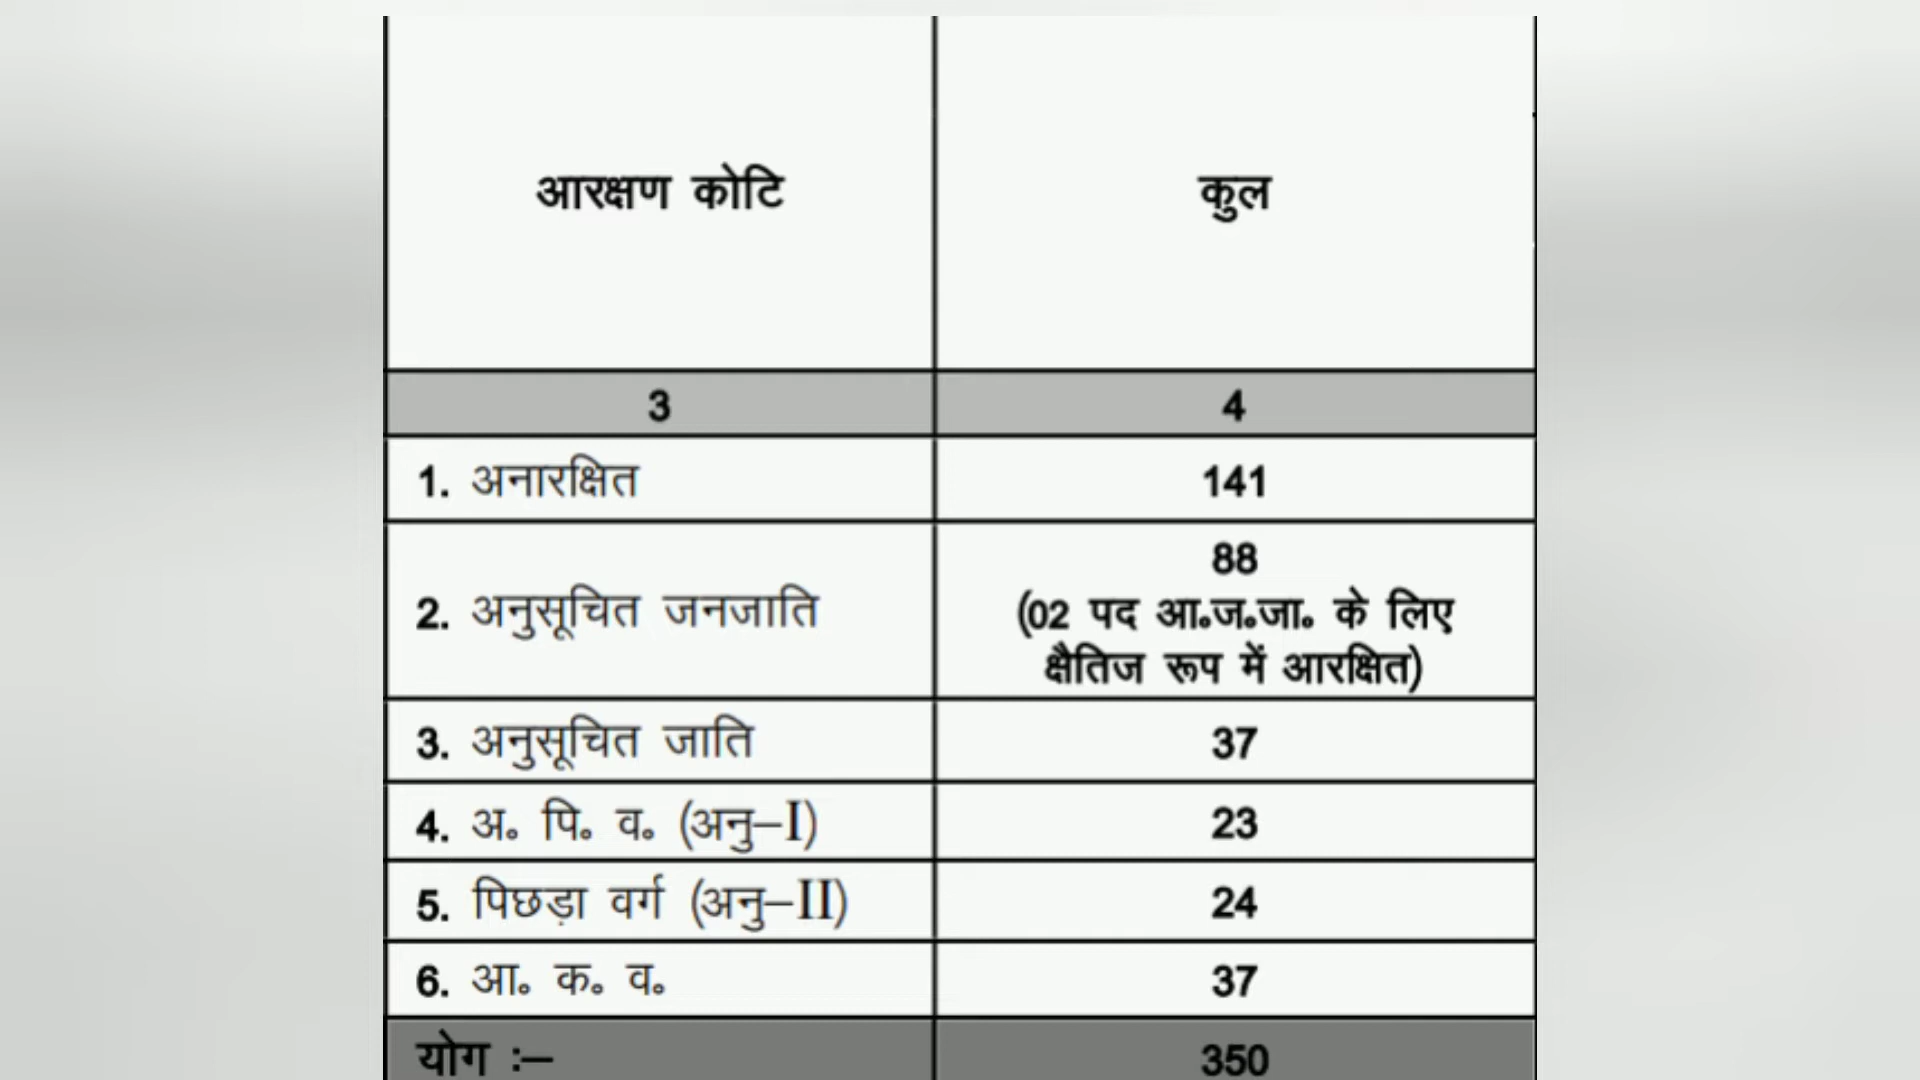 आरक्षण कोटि कुल
3 4
1. अनारक्षित 141
88
2. अनुसूचित जनजाति (02 पद आ॰ज॰जा॰ के लिए
क्षैतिज रूप में आरक्षित)
3. अनुसूचित जाति 37
4. अ॰ पि॰ व॰ (अनु–I) 23
5. पिछड़ा वर्ग (अनु–II) 24
6. आ॰ क॰ व॰ 37
योग :– 350